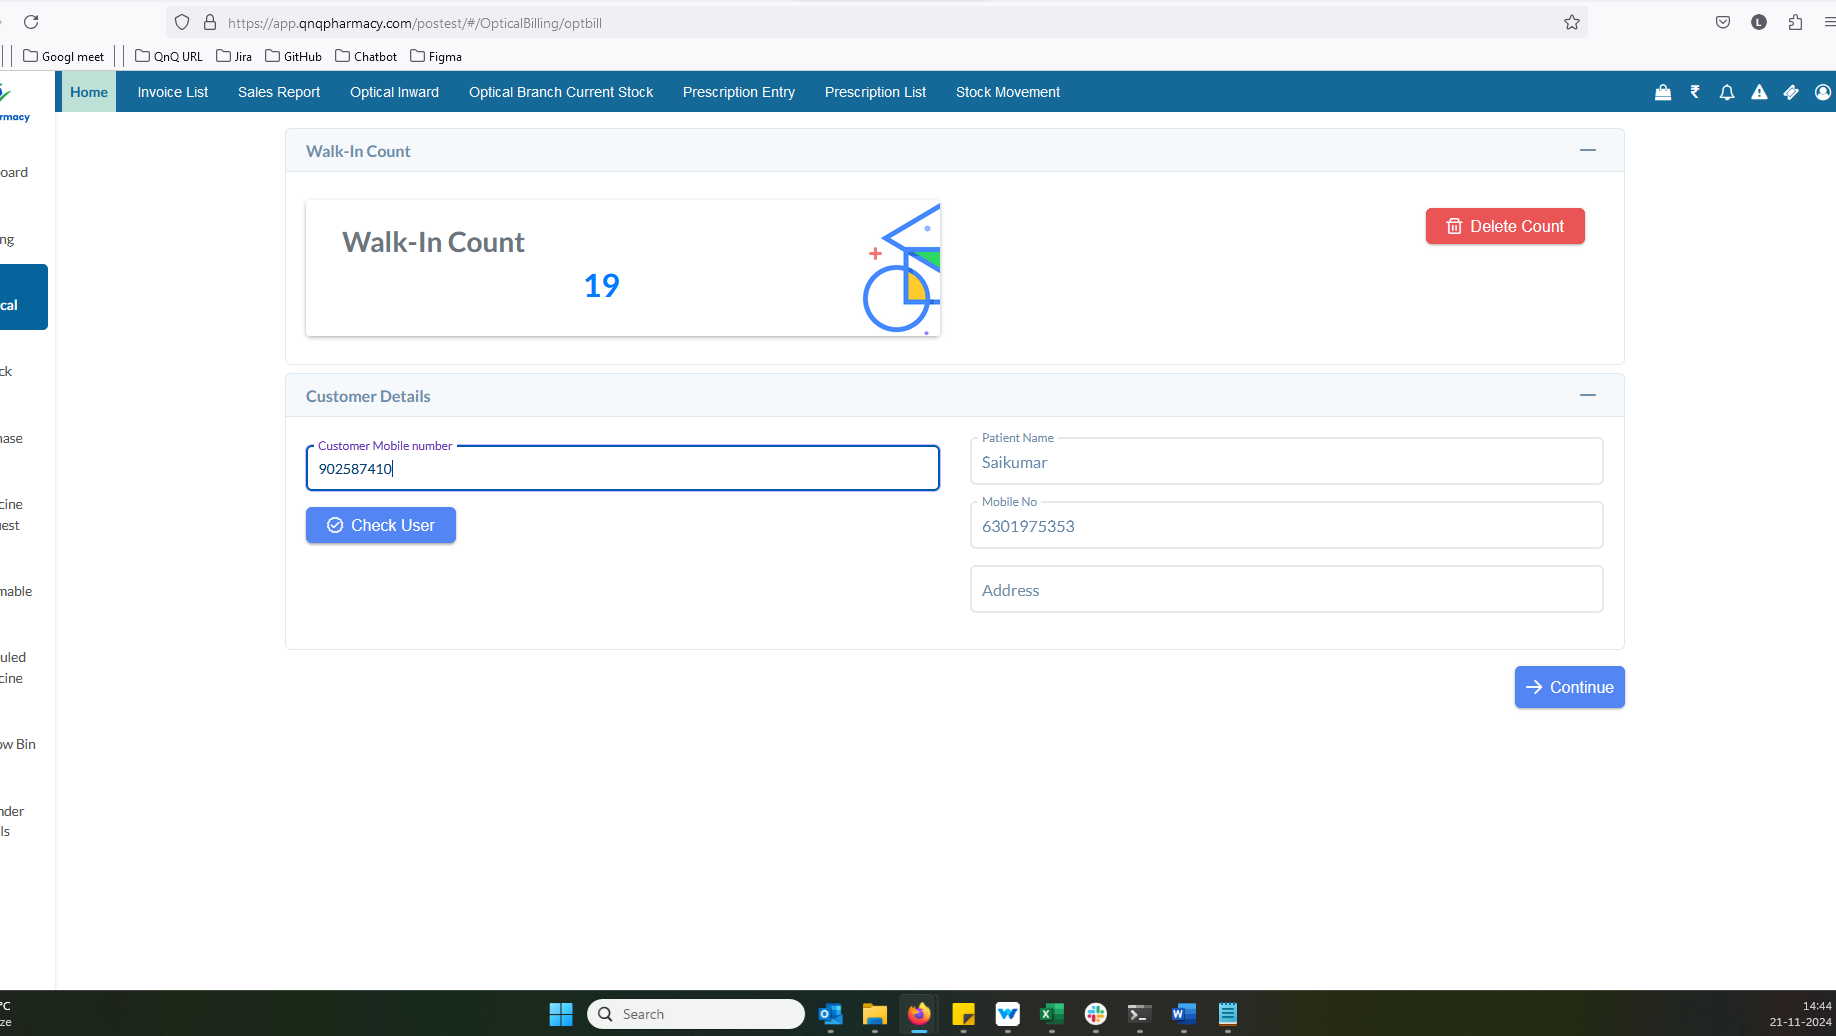 https://app.qnqpharmacy.com/postest/#/OpticalBilling/optbill
L
Googl meet
QnQ URL
Jira
GitHub
Chatbot
Figma
rmacy
Home
Invoice List
Sales Report
Optical Inward
Optical Branch Current Stock
Prescription Entry
Prescription List
Stock Movement
₹
oard
ng
cal
ck
ase
cine
est
mable
uled
cine
ow Bin
nder
ls
Walk-In Count
Walk-In Count
19
Delete Count
Customer Details
Customer Mobile number
902587410
Check User
Patient Name
Saikumar
Mobile No
6301975353
Address
Continue
°C
ze
Search
14:44
21-11-2024